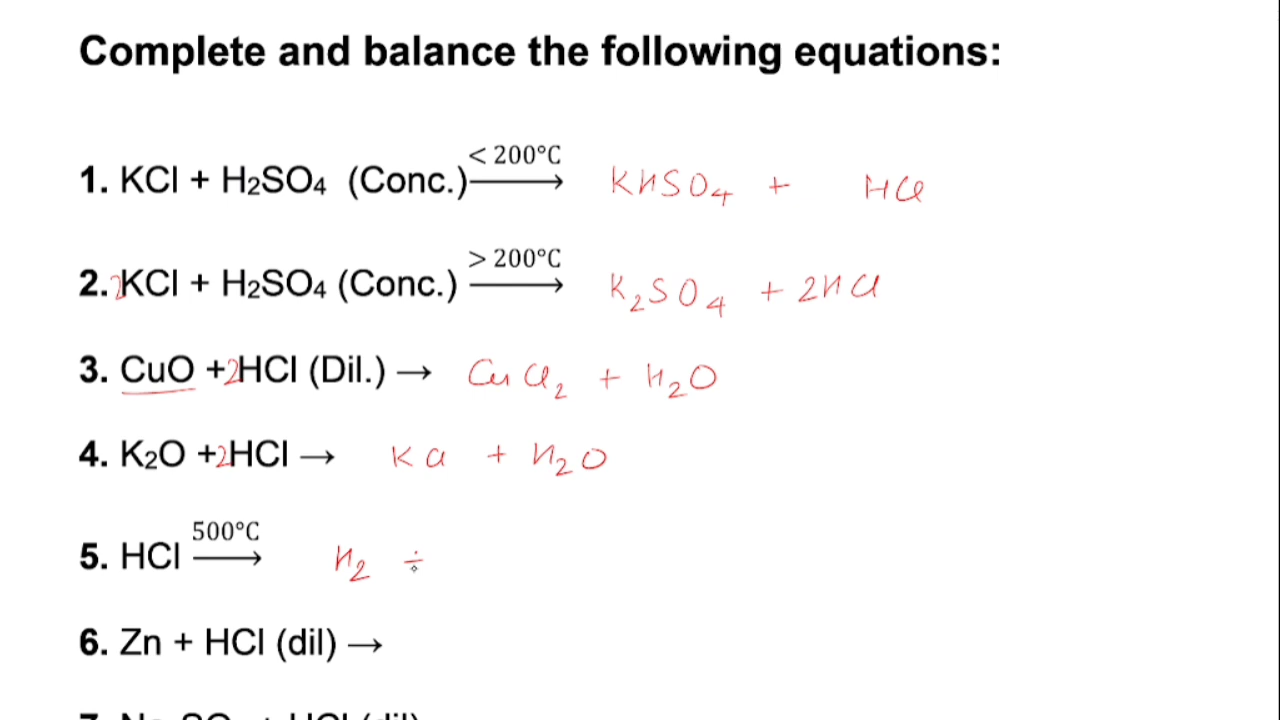 Complete and balance the following equations:
1. KCl + H2SO4 (Conc.) < 200°C → KHSO4 + HCl
2. 2KCl + H2SO4 (Conc.) > 200°C → K2SO4 + 2HCl
3. CuO +2HCl (Dil.) → CuCl2 + H2O
4. K2O +2HCl → KCl + H2O
5. HCl 500°C → H2 +
6. Zn + HCl (dil) →